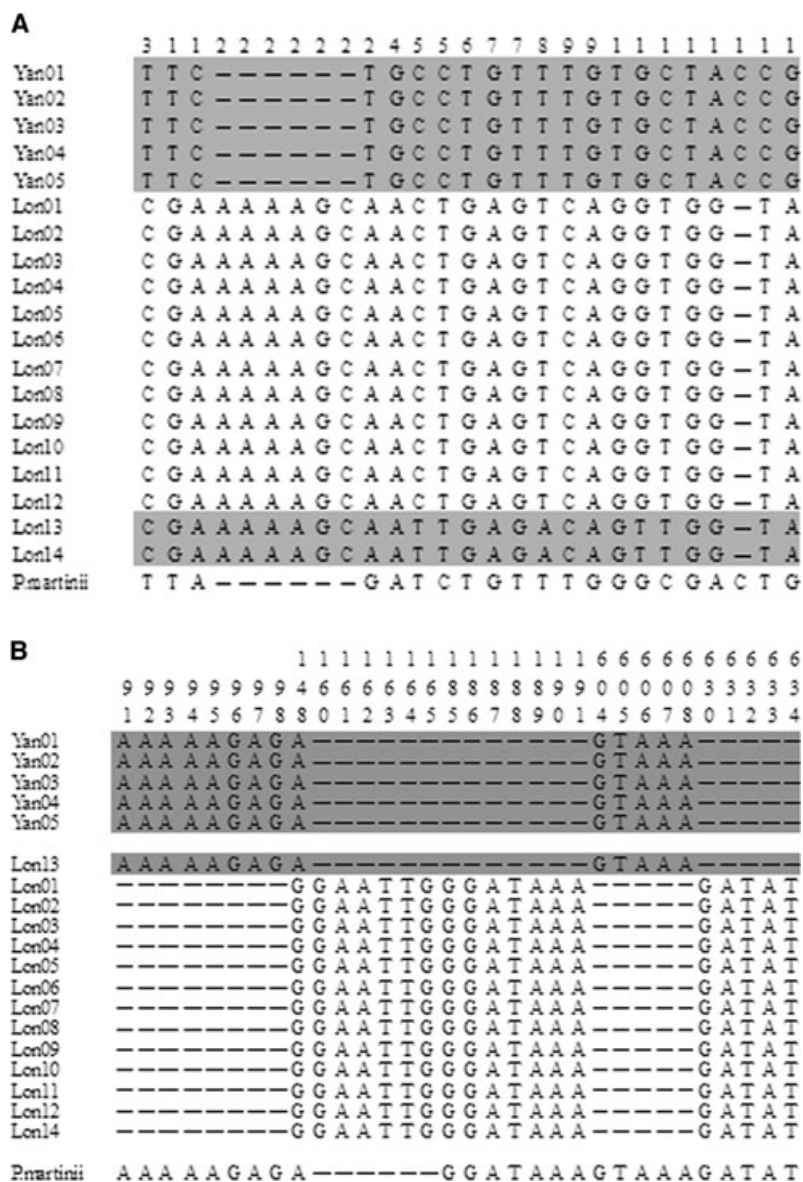 A
3 1 1 2 2 2 2 2 2 2 4 5 5 6 7 7 8 9 9 1 1 1 1 1 1 1 1
Yan01 T T C – – – – – – T G C C T G T T T G T G C T A C C G
Yan02 T T C – – – – – – T G C C T G T T T G T G C T A C C G
Yan03 T T C – – – – – – T G C C T G T T T G T G C T A C C G
Yan04 T T C – – – – – – T G C C T G T T T G T G C T A C C G
Yan05 T T C – – – – – – T G C C T G T T T G T G C T A C C G
Lon01 C G A A A A A G C A A C T G A G T C A G G T G G – T A
Lon02 C G A A A A A G C A A C T G A G T C A G G T G G – T A
Lon03 C G A A A A A G C A A C T G A G T C A G G T G G – T A
Lon04 C G A A A A A G C A A C T G A G T C A G G T G G – T A
Lon05 C G A A A A A G C A A C T G A G T C A G G T G G – T A
Lon06 C G A A A A A G C A A C T G A G T C A G G T G G – T A
Lon07 C G A A A A A G C A A C T G A G T C A G G T G G – T A
Lon08 C G A A A A A G C A A C T G A G T C A G G T G G – T A
Lon09 C G A A A A A G C A A C T G A G T C A G G T G G – T A
Lon10 C G A A A A A G C A A C T G A G T C A G G T G G – T A
Lon11 C G A A A A A G C A A C T G A G T C A G G T G G – T A
Lon12 C G A A A A A G C A A C T G A G T C A G G T G G – T A
Lon13 C G A A A A A G C A A T T G A G A C A G T T G G – T A
Lon14 C G A A A A A G C A A T T G A G A C A G T T G G – T A
P.martinii T T A – – – – – – G A T C T G T T T G G G C G A C T G
B
1 1 1 1 1 1 1 1 1 1 1 1 1 1 6 6 6 6 6 6 6 6 6 6
9 9 9 9 9 9 9 9 4 6 6 6 6 6 6 8 8 8 8 8 9 9 0 0 0 0 0 3 3 3 3 3
1 2 3 4 5 6 7 8 8 0 1 2 3 4 5 5 6 7 8 9 0 1 4 5 6 7 8 0 1 2 3 4
Yan01 A A A A A G A G A – – – – – – – – – – – – – G T A A A – – – – –
Yan02 A A A A A G A G A – – – – – – – – – – – – – G T A A A – – – – –
Yan03 A A A A A G A G A – – – – – – – – – – – – – G T A A A – – – – –
Yan04 A A A A A G A G A – – – – – – – – – – – – – G T A A A – – – – –
Yan05 A A A A A G A G A – – – – – – – – – – – – – G T A A A – – – – –
Lon13 A A A A A G A G A – – – – – – – – – – – – – G T A A A – – – – –
Lon01 – – – – – – – – G G A A T T G G G A T A A A – – – – – G A T A T
Lon02 – – – – – – – – G G A A T T G G G A T A A A – – – – – G A T A T
Lon03 – – – – – – – – G G A A T T G G G A T A A A – – – – – G A T A T
Lon04 – – – – – – – – G G A A T T G G G A T A A A – – – – – G A T A T
Lon05 – – – – – – – – G G A A T T G G G A T A A A – – – – – G A T A T
Lon06 – – – – – – – – G G A A T T G G G A T A A A – – – – – G A T A T
Lon07 – – – – – – – – G G A A T T G G G A T A A A – – – – – G A T A T
Lon08 – – – – – – – – G G A A T T G G G A T A A A – – – – – G A T A T
Lon09 – – – – – – – – G G A A T T G G G A T A A A – – – – – G A T A T
Lon10 – – – – – – – – G G A A T T G G G A T A A A – – – – – G A T A T
Lon11 – – – – – – – – G G A A T T G G G A T A A A – – – – – G A T A T
Lon12 – – – – – – – – G G A A T T G G G A T A A A – – – – – G A T A T
Lon14 – – – – – – – – G G A A T T G G G A T A A A – – – – – G A T A T
P.martinii A A A A A G A G A – – – – – – G G A T A A A G T A A A G A T A T